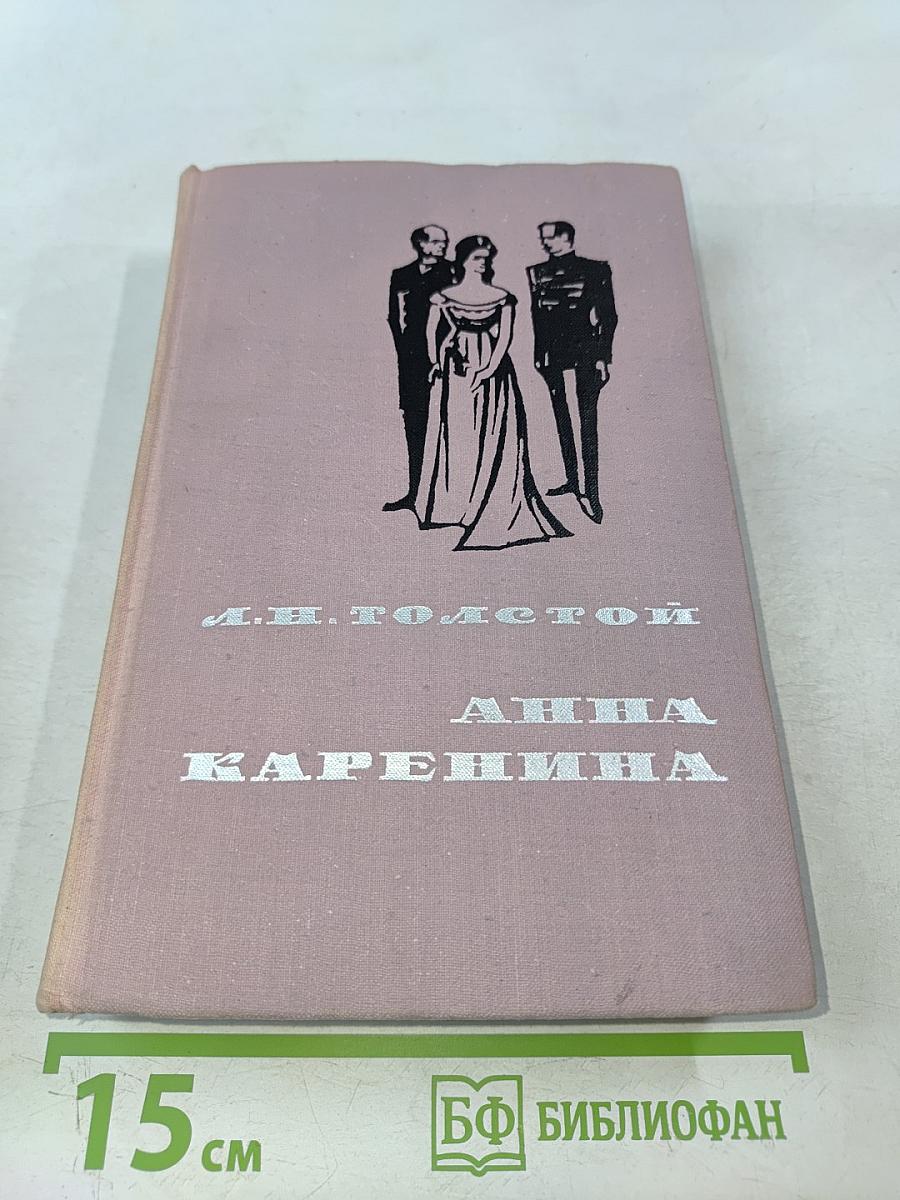 Л.Н.ТОЛСТОЙ
АННА
КАРЕНИНА
15 см
БФ БИБЛИОФАН